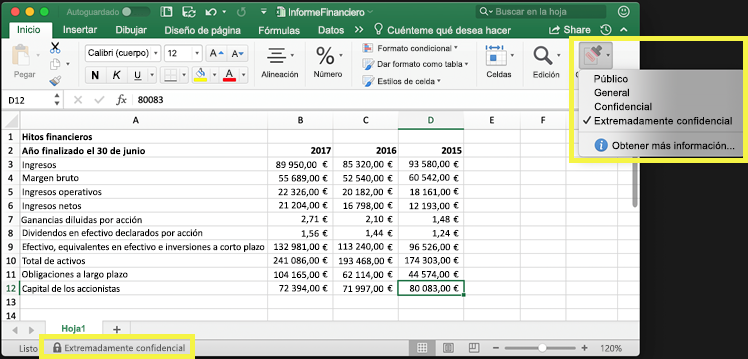 Autoguardado InformeFinanciero Buscar en la hoja
Inicio Insertar Dibujar Diseño de página Fórmulas Datos >> Cuénteme qué desea hacer Share
Pegar Calibri (cuerpo) 12 A A Alineación % Número Formato condicional Dar formato como tabla Estilos de celda Celdas Edición
N K U A
Público
General
Confidencial
✓ Extremadamente confidencial
Obtener más información...
D12 fx 80083
A B C D E F
1 Hitos financieros
2 Año finalizado el 30 de junio 2017 2016 2015
3 Ingresos 89 950,00 € 85 320,00 € 93 580,00 €
4 Margen bruto 55 689,00 € 52 540,00 € 60 542,00 €
5 Ingresos operativos 22 326,00 € 20 182,00 € 18 161,00 €
6 Ingresos netos 21 204,00 € 16 798,00 € 12 193,00 €
7 Ganancias diluidas por acción 2,71 € 2,10 € 1,48 €
8 Dividendos en efectivo declarados por acción 1,56 € 1,44 € 1,24 €
9 Efectivo, equivalentes en efectivo e inversiones a corto plazo 132 981,00 € 113 240,00 € 96 526,00 €
10 Total de activos 241 086,00 € 193 468,00 € 174 303,00 €
11 Obligaciones a largo plazo 104 165,00 € 62 114,00 € 44 574,00 €
12 Capital de los accionistas 72 394,00 € 71 997,00 € 80 083,00 €
13
14
Hoja1 +
Listo Extremadamente confidencial 120%